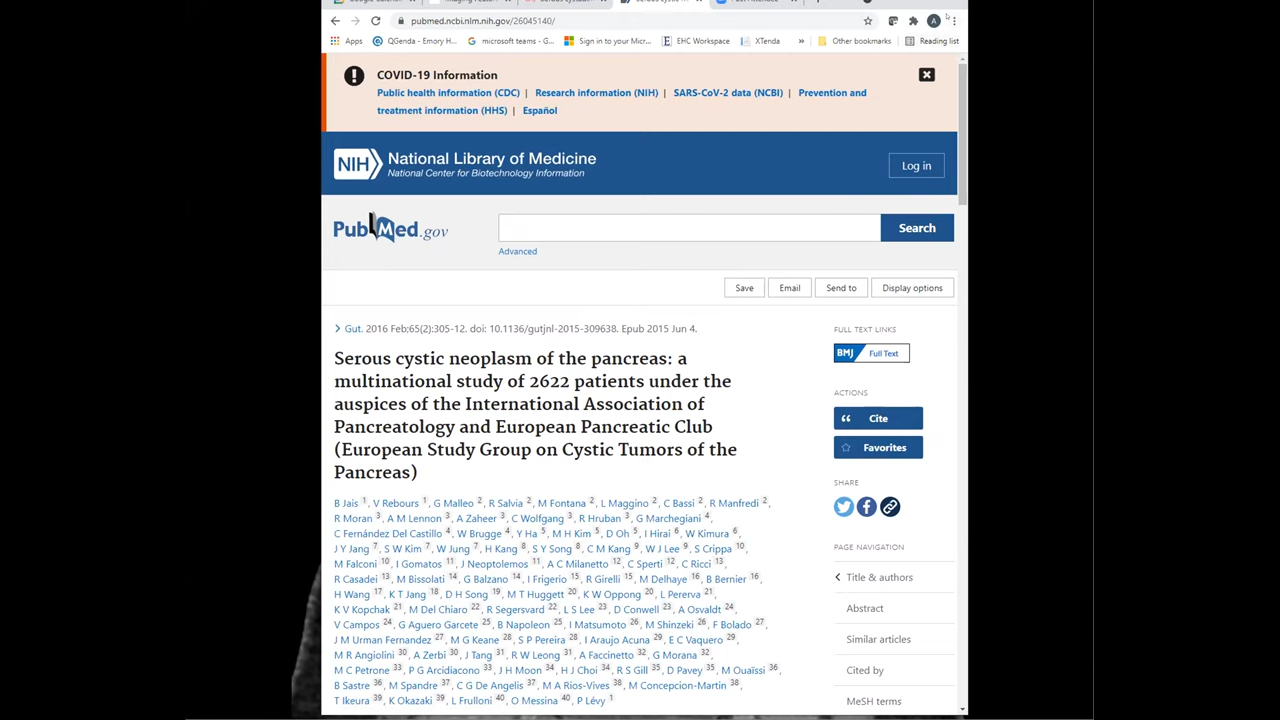 pubmed.ncbi.nlm.nih.gov/26045140/
A
Apps QGenda - Emory H... microsoft teams - G... Sign in to your Micr... EHC Workspace XTenda » Other bookmarks Reading list
COVID-19 Information
Public health information (CDC) | Research information (NIH) | SARS-CoV-2 data (NCBI) | Prevention and
treatment information (HHS) | Español
NIH National Library of Medicine
National Center for Biotechnology Information
Log in
PubMed.gov
Search
Advanced
Save Email Send to Display options
Gut. 2016 Feb;65(2):305-12. doi: 10.1136/gutjnl-2015-309638. Epub 2015 Jun 4.
Serous cystic neoplasm of the pancreas: a
multinational study of 2622 patients under the
auspices of the International Association of
Pancreatology and European Pancreatic Club
(European Study Group on Cystic Tumors of the
Pancreas)
B Jais 1, V Rebours 1, G Malleo 2, R Salvia 2, M Fontana 2, L Maggino 2, C Bassi 2, R Manfredi 2,
R Moran 3, A M Lennon 3, A Zaheer 3, C Wolfgang 3, R Hruban 3, G Marchegiani 4,
C Fernández Del Castillo 4, W Brugge 4, Y Ha 5, M H Kim 5, D Oh 5, I Hirai 6, W Kimura 6,
J Y Jang 7, S W Kim 7, W Jung 7, H Kang 8, S Y Song 8, C M Kang 9, W J Lee 9, S Crippa 10,
M Falconi 10, I Gomatos 11, J Neoptolemos 11, A C Milanetto 12, C Sperti 12, C Ricci 13,
R Casadei 13, M Bissolati 14, G Balzano 14, I Frigerio 15, R Girelli 15, M Delhaye 16, B Bernier 16,
H Wang 17, K T Jang 18, D H Song 19, M T Huggett 20, K W Oppong 20, L Pererva 21,
K V Kopchak 21, M Del Chiaro 22, R Segersvard 22, L S Lee 23, D Conwell 23, A Osvaldt 24,
V Campos 24, G Aguero Garcete 25, B Napoleon 25, I Matsumoto 26, M Shinzeki 26, F Bolado 27,
J M Urman Fernandez 27, M G Keane 28, S P Pereira 28, I Araujo Acuna 29, E C Vaquero 29,
M R Angiolini 30, A Zerbi 30, J Tang 31, R W Leong 31, A Faccinetto 32, G Morana 32,
M C Petrone 33, P G Arcidiacono 33, J H Moon 34, H J Choi 34, R S Gill 35, D Pavey 35, M Ouaïssi 36,
B Sastre 36, M Spandre 37, C G De Angelis 37, M A Rios-Vives 38, M Concepcion-Martin 38,
T Ikeura 39, K Okazaki 39, L Frulloni 40, O Messina 40, P Lévy 1
FULL TEXT LINKS
BMJ Full Text
ACTIONS
Cite
Favorites
SHARE
PAGE NAVIGATION
Title & authors
Abstract
Similar articles
Cited by
MeSH terms